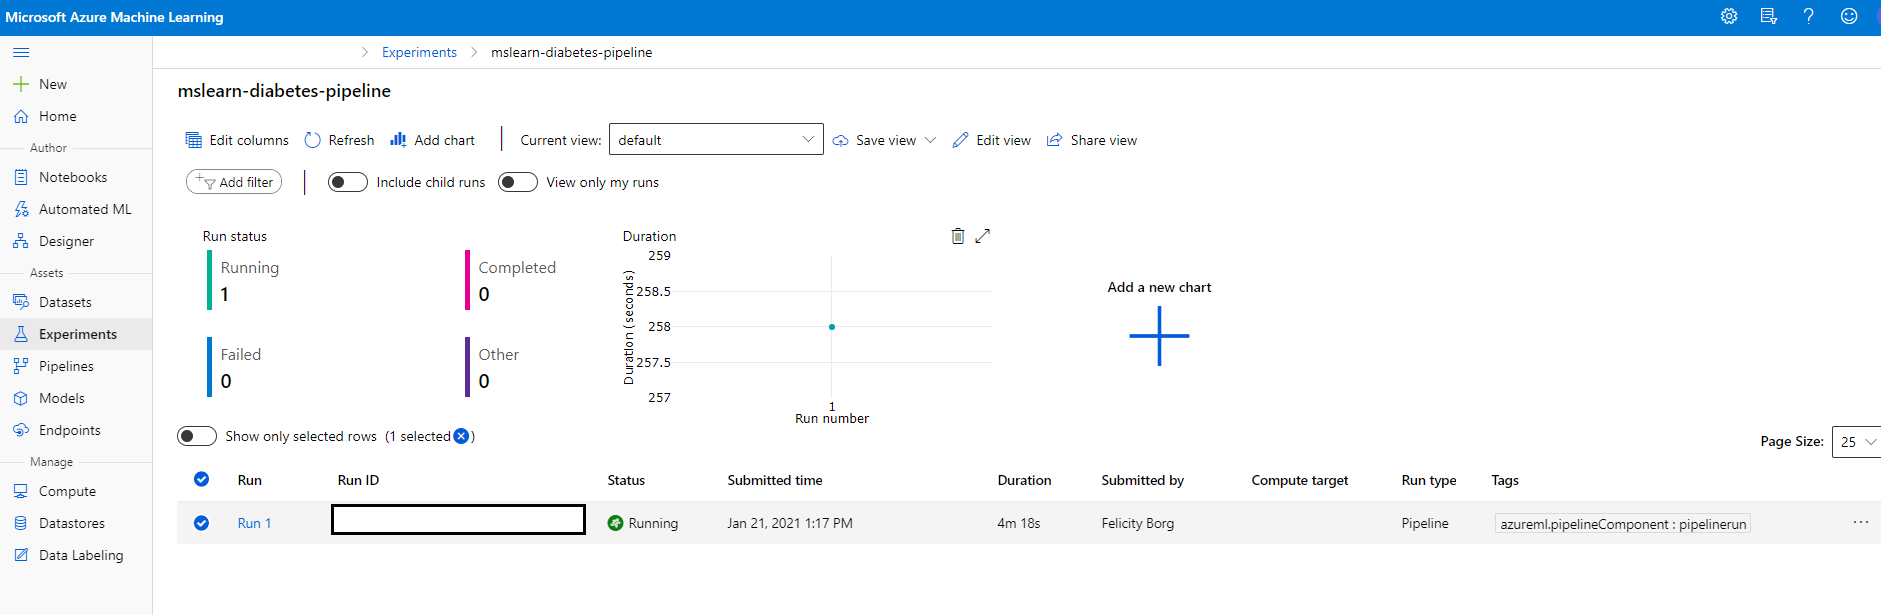 Microsoft Azure Machine Learning
Experiments > mslearn-diabetes-pipeline
New
Home
Author
Notebooks
Automated ML
Designer
Assets
Datasets
Experiments
Pipelines
Models
Endpoints
Manage
Compute
Datastores
Data Labeling
mslearn-diabetes-pipeline
Edit columns Refresh Add chart Current view: default Save view Edit view Share view
Add filter Include child runs View only my runs
Run status
Running
1
Completed
0
Failed
0
Other
0
Duration
Duration (seconds)
259
258.5
258
257.5
257
1
Run number
Add a new chart
Show only selected rows (1 selected )
Page Size: 25
Run Run ID Status Submitted time Duration Submitted by Compute target Run type Tags
Run 1 Running Jan 21, 2021 1:17 PM 4m 18s Felicity Borg Pipeline azureml.pipelineComponent : pipelinerun ...